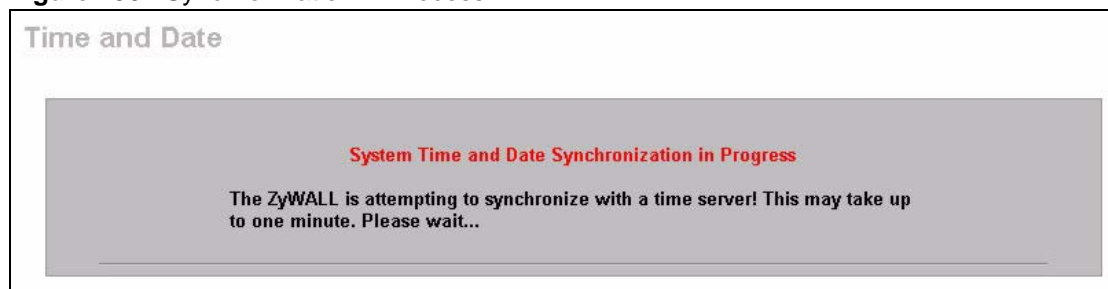 Time and Date
System Time and Date Synchronization in Progress
The ZyWALL is attempting to synchronize with a time server! This may take up
to one minute. Please wait...